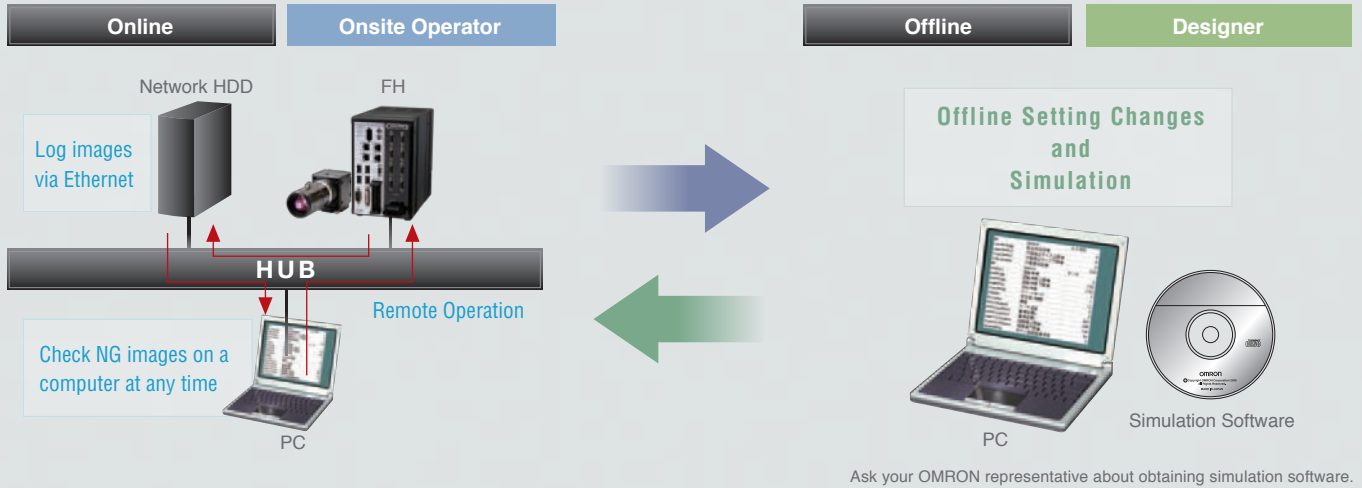 Online
Onsite Operator
Offline
Designer
Network HDD
FH
Log images
via Ethernet
HUB
Remote Operation
Check NG images on a
computer at any time
PC
Offline Setting Changes
and
Simulation
OMRON
PC
Simulation Software
Ask your OMRON representative about obtaining simulation software.